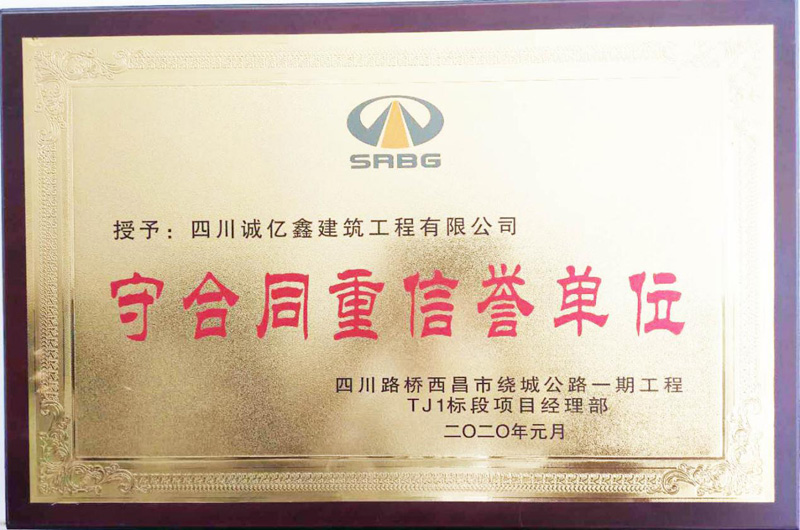 SRBG
授予：四川诚亿鑫建筑工程有限公司
守合同重信誉单位
四川路桥西昌市绕城公路一期工程
TJ1标段项目经理部
二〇二〇年元月